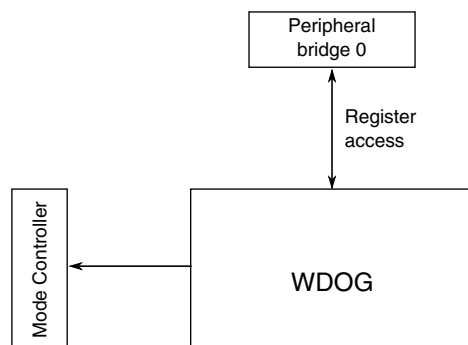 Peripheral
bridge 0
Register
access
Mode Controller
WDOG